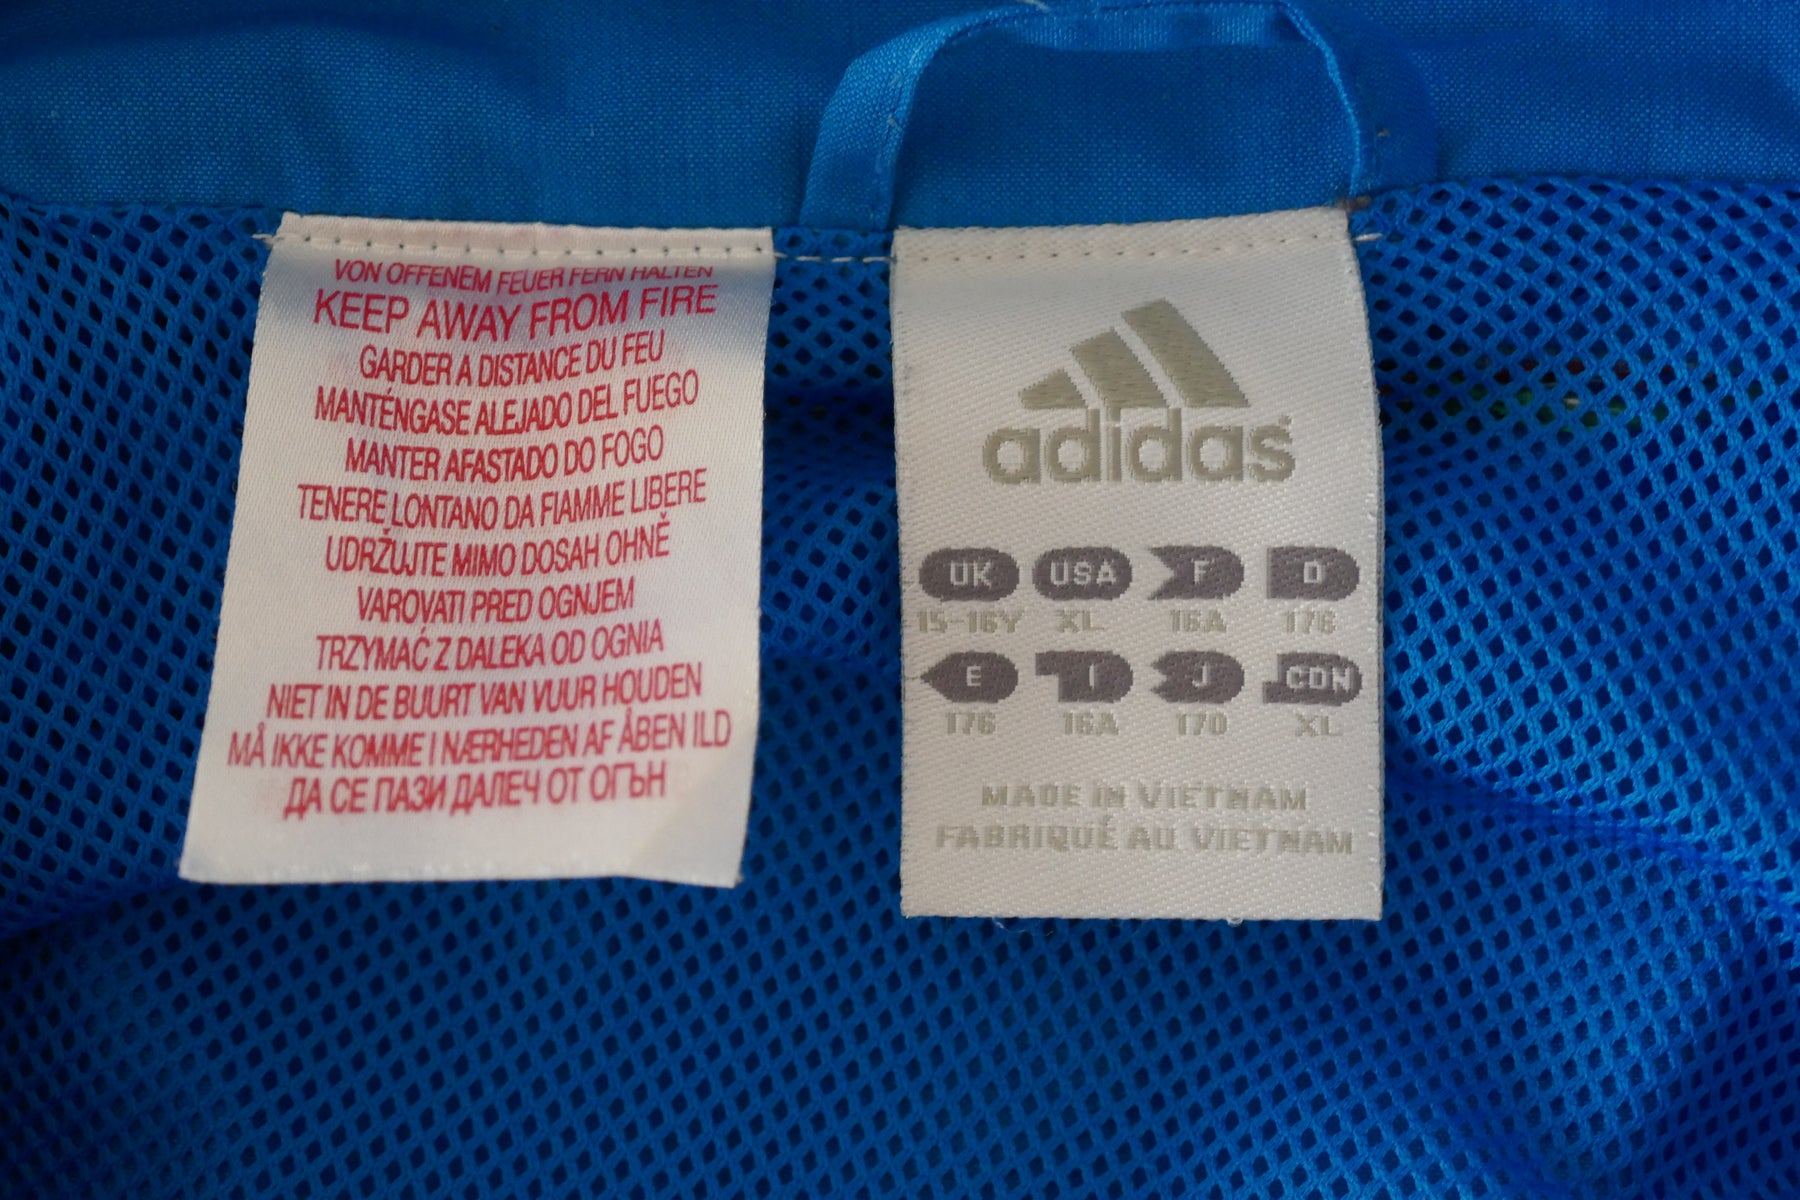 VON OFFENEM FEUER FERN HALTEN
KEEP AWAY FROM FIRE
GARDER A DISTANCE DU FEU
MANTÉNGASE ALEJADO DEL FUEGO
MANTER AFASTADO DO FOGO
TENERE LONTANO DA FIAMME LIBERE
UDRŽUJTE MIMO DOSAH OHNĚ
VAROVATI PRED OGNJEM
TRZYMAĆ Z DALEKA OD OGNIA
NIET IN DE BUURT VAN VUUR HOUDEN
MÅ IKKE KOMME I NÆRHEDEN AF ÅBEN ILD
ДА СЕ ПАЗИ ДАЛЕЧ ОТ ОГЪН
adidas®
UK USA F D
15-16Y XL 16A 176
E I J CDN
176 16A 170 XL
MADE IN VIETNAM
FABRIQUÉ AU VIETNAM